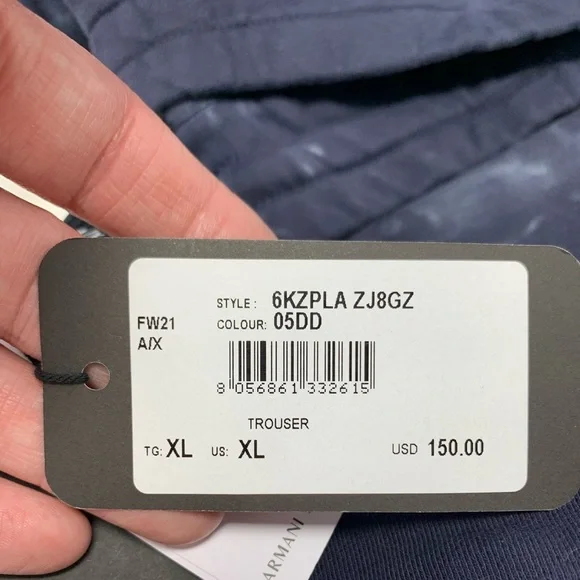 STYLE: 6KZPLA ZJ8GZ
FW21 COLOUR: 05DD
A/X
8 056861 332615
TROUSER
TG: XL US: XL USD 150.00
ARMANI